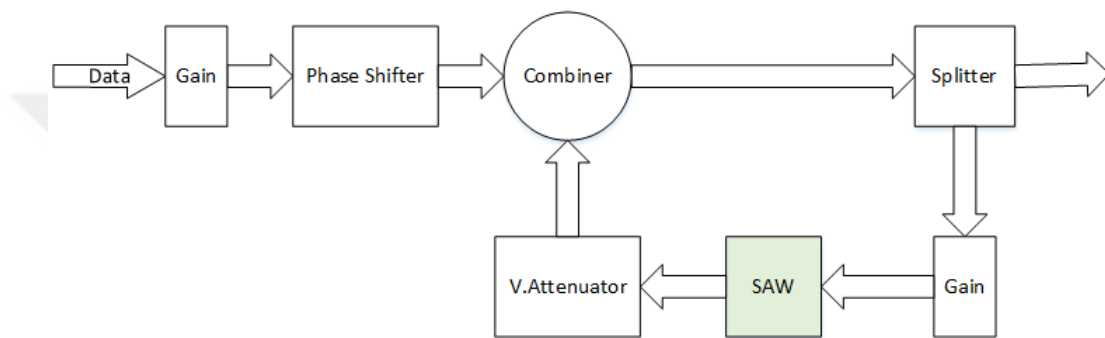 Data
Gain
Phase Shifter
Combiner
Splitter
V.Attenuator
SAW
Gain